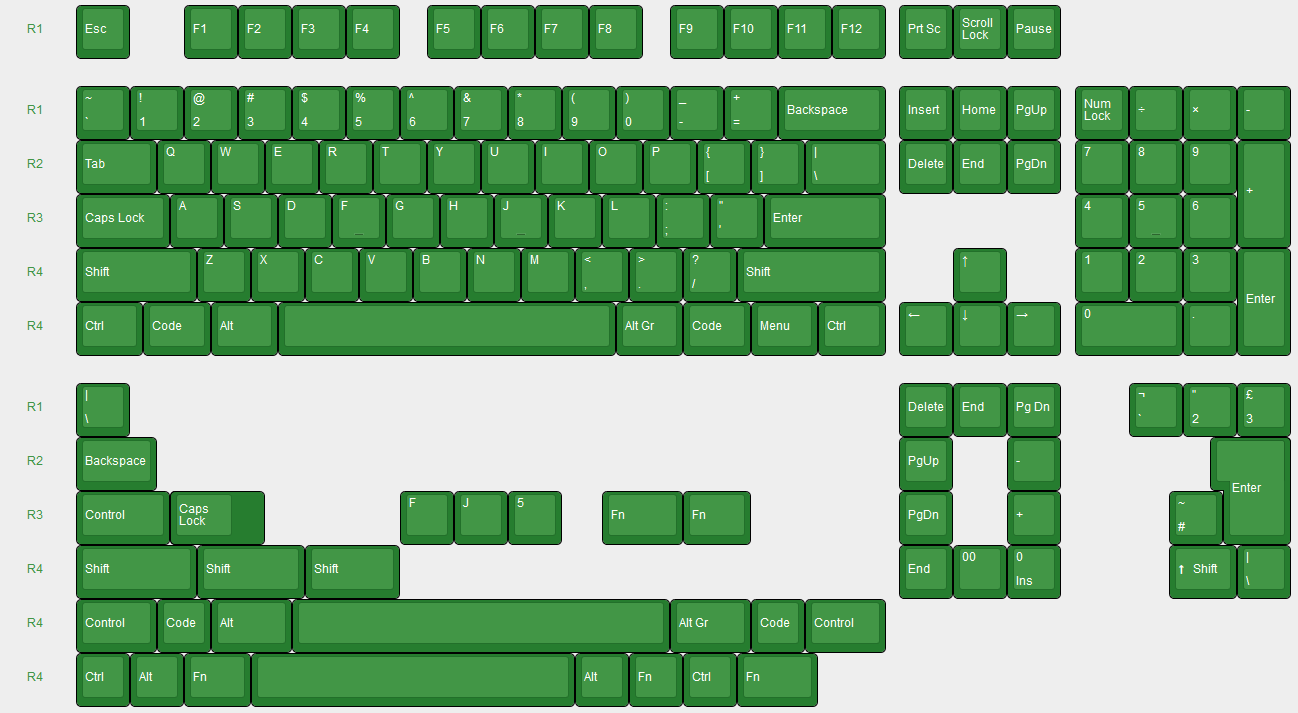 R1 Esc F1 F2 F3 F4 F5 F6 F7 F8 F9 F10 F11 F12 Prt Sc Scroll Lock Pause
R1 ~ ` ! 1 @ 2 # 3 $ 4 % 5 ^ 6 & 7 * 8 ( 9 ) 0 _ - + = Backspace Insert Home PgUp Num Lock ÷ × -
R2 Tab Q W E R T Y U I O P { [ } ] | \ Delete End PgDn 7 8 9 +
R3 Caps Lock A S D F _ G H J _ K L : ; " ' Enter 4 5 _ 6
R4 Shift Z X C V B N M < , > . ? / Shift ↑ 1 2 3 Enter
R4 Ctrl Code Alt Alt Gr Code Menu Ctrl ← ↓ → 0 .
R1 | \ Delete End Pg Dn ¬ ` " 2 £ 3
R2 Backspace PgUp - Enter
R3 Control Caps Lock F J 5 Fn Fn PgDn + ~ #
R4 Shift Shift Shift End 00 0 Ins ↑ Shift | \
R4 Control Code Alt Alt Gr Code Control
R4 Ctrl Alt Fn Alt Fn Ctrl Fn